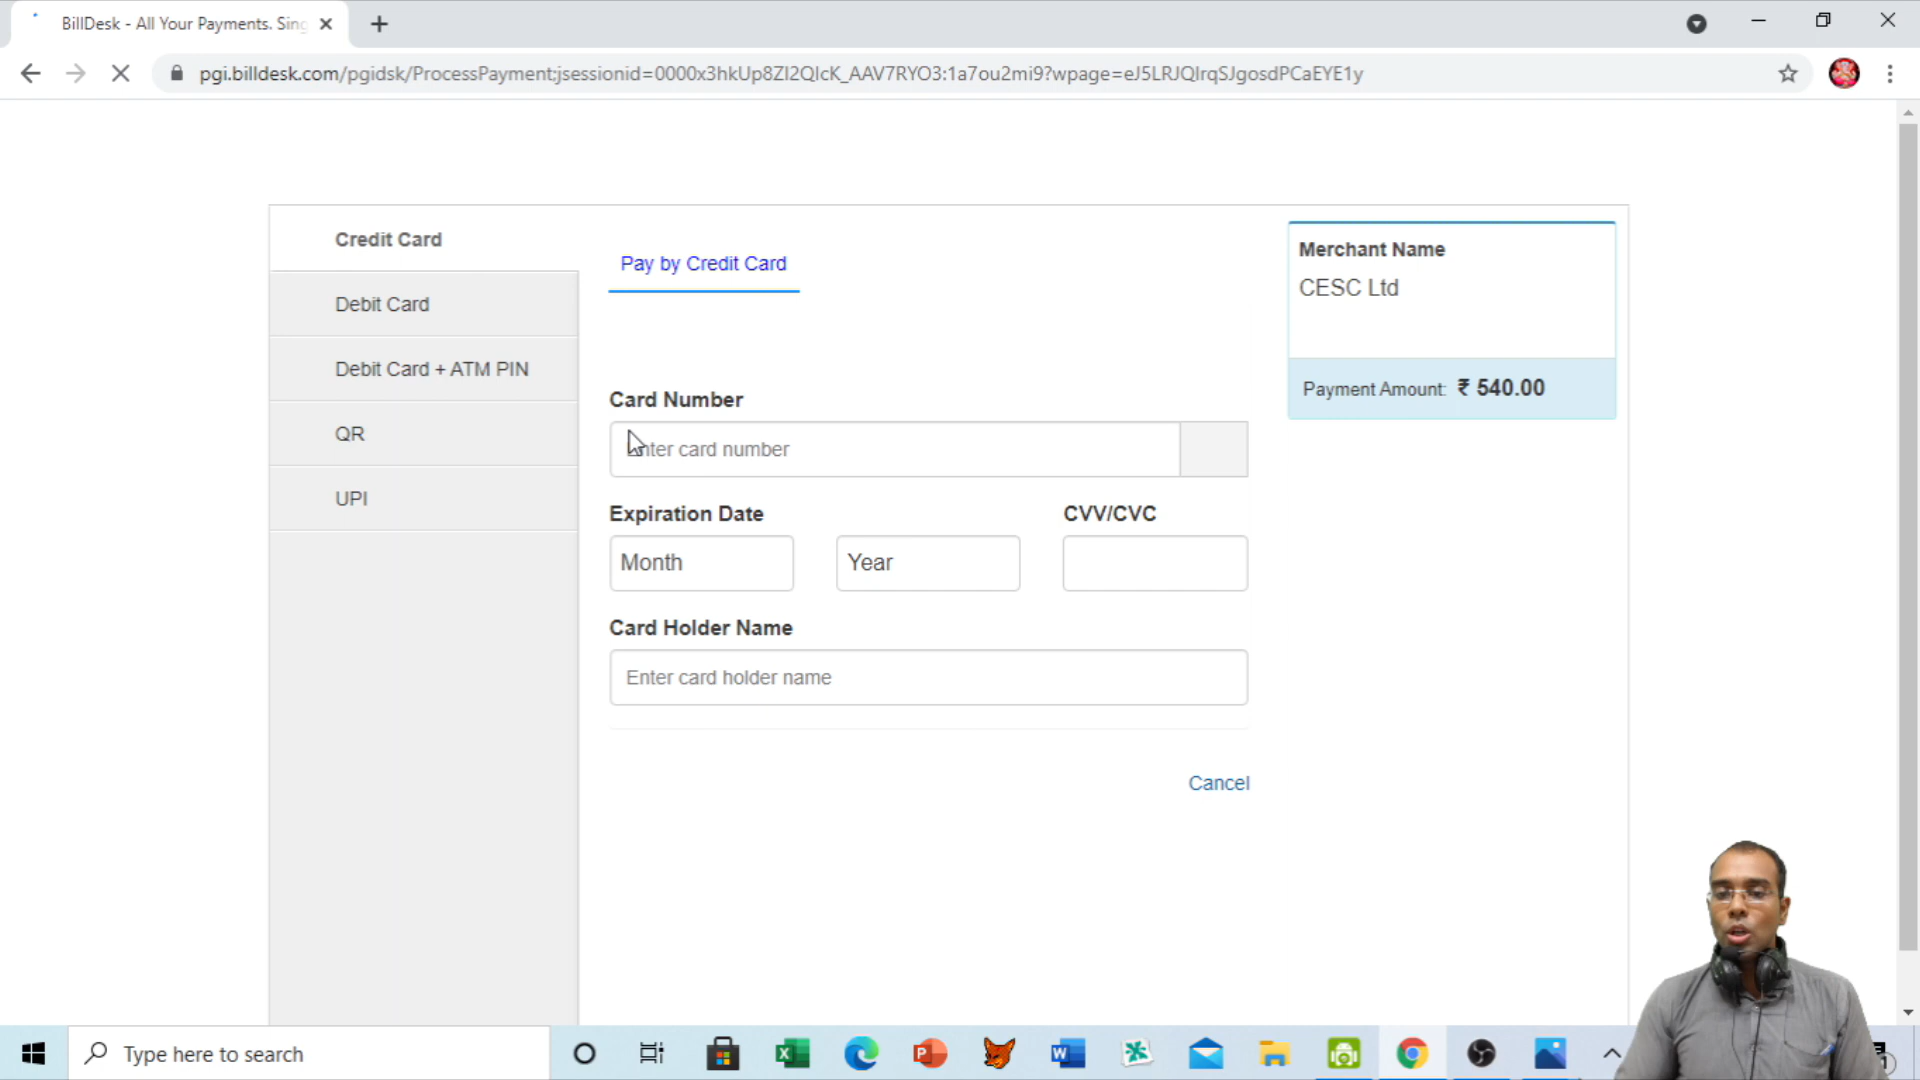 BillDesk - All Your Payments. Sing
pgi.billdesk.com/pgidsk/ProcessPayment;jsessionid=0000x3hkUp8ZI2QIcK_AAV7RYO3:1a7ou2mi9?wpage=eJ5LRJQIrqSJgosdPCaEYE1y
Credit Card
Debit Card
Debit Card + ATM PIN
QR
UPI
Pay by Credit Card
Card Number
Enter card number
Expiration Date
CVV/CVC
Month
Year
Card Holder Name
Enter card holder name
Cancel
Merchant Name
CESC Ltd
Payment Amount: ₹ 540.00
Type here to search